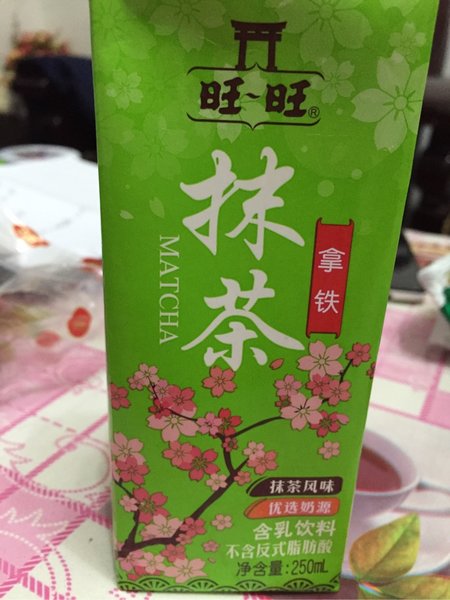 旺~旺®
抹茶
MATCHA
拿铁
抹茶风味
优选奶源
含乳饮料
不含反式脂肪酸
净含量:250mL